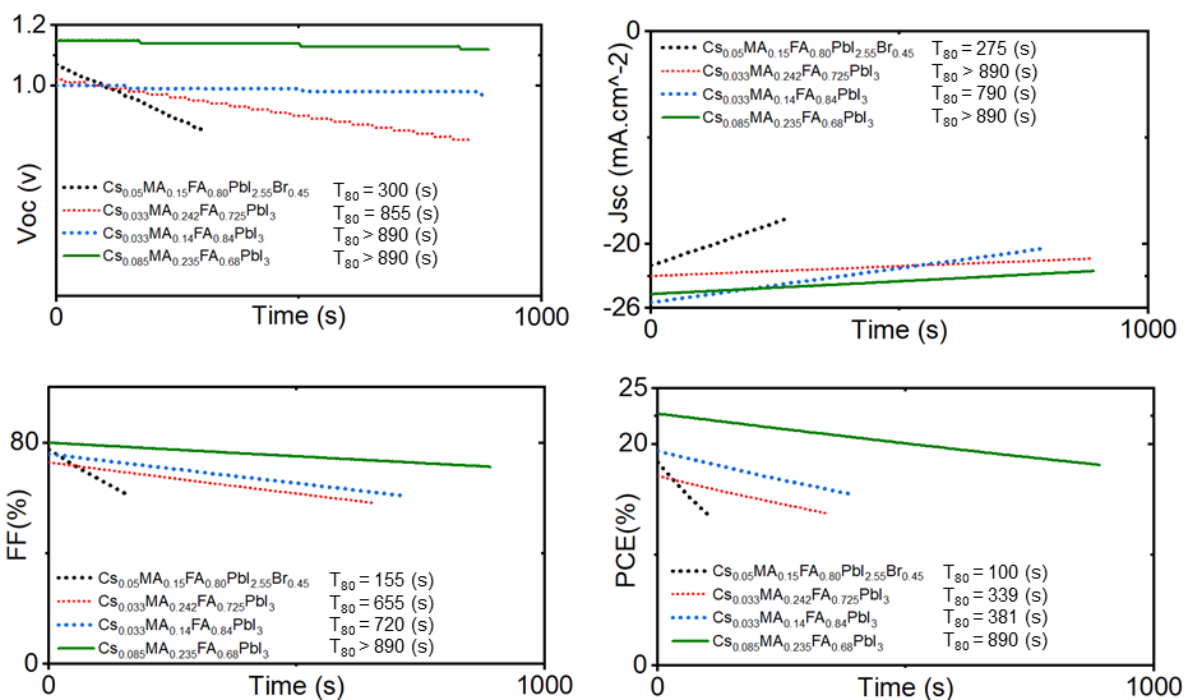 1.2
1.0
Voc (v)
Cs0.05MA0.15FA0.80PbI2.55Br0.45 T80 = 300 (s)
Cs0.033MA0.242FA0.725PbI3 T80 = 855 (s)
Cs0.033MA0.14FA0.84PbI3 T80 > 890 (s)
Cs0.085MA0.235FA0.68PbI3 T80 > 890 (s)
0 Time (s) 1000
0
-20
-26
Jsc (mA.cm^-2)
Cs0.05MA0.15FA0.80PbI2.55Br0.45 T80 = 275 (s)
Cs0.033MA0.242FA0.725PbI3 T80 > 890 (s)
Cs0.033MA0.14FA0.84PbI3 T80 = 790 (s)
Cs0.085MA0.235FA0.68PbI3 T80 > 890 (s)
0 Time (s) 1000
80
0
FF(%)
Cs0.05MA0.15FA0.80PbI2.55Br0.45 T80 = 155 (s)
Cs0.033MA0.242FA0.725PbI3 T80 = 655 (s)
Cs0.033MA0.14FA0.84PbI3 T80 = 720 (s)
Cs0.085MA0.235FA0.68PbI3 T80 > 890 (s)
0 Time (s) 1000
25
20
0
PCE(%)
Cs0.05MA0.15FA0.80PbI2.55Br0.45 T80 = 100 (s)
Cs0.033MA0.242FA0.725PbI3 T80 = 339 (s)
Cs0.033MA0.14FA0.84PbI3 T80 = 381 (s)
Cs0.085MA0.235FA0.68PbI3 T80 = 890 (s)
0 Time (s) 1000